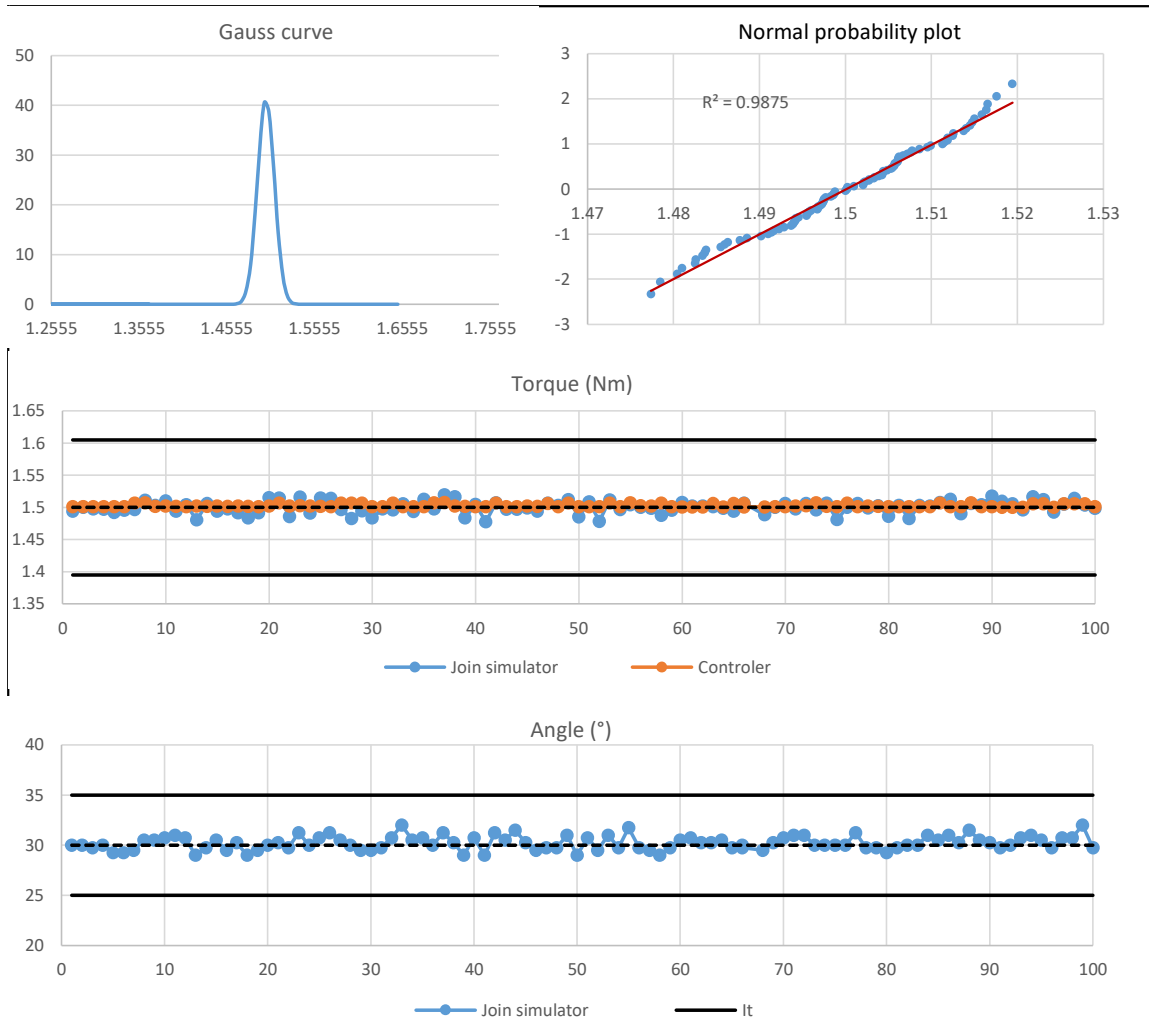 Gauss curve
50
40
30
20
10
0
1.2555 1.3555 1.4555 1.5555 1.6555 1.7555
Normal probability plot
3
2
1
0
-1
-2
-3
R² = 0.9875
1.47 1.48 1.49 1.5 1.51 1.52 1.53
Torque (Nm)
1.65
1.6
1.55
1.5
1.45
1.4
1.35
0 10 20 30 40 50 60 70 80 90 100
Join simulator Controler
Angle (°)
40
35
30
25
20
0 10 20 30 40 50 60 70 80 90 100
Join simulator It